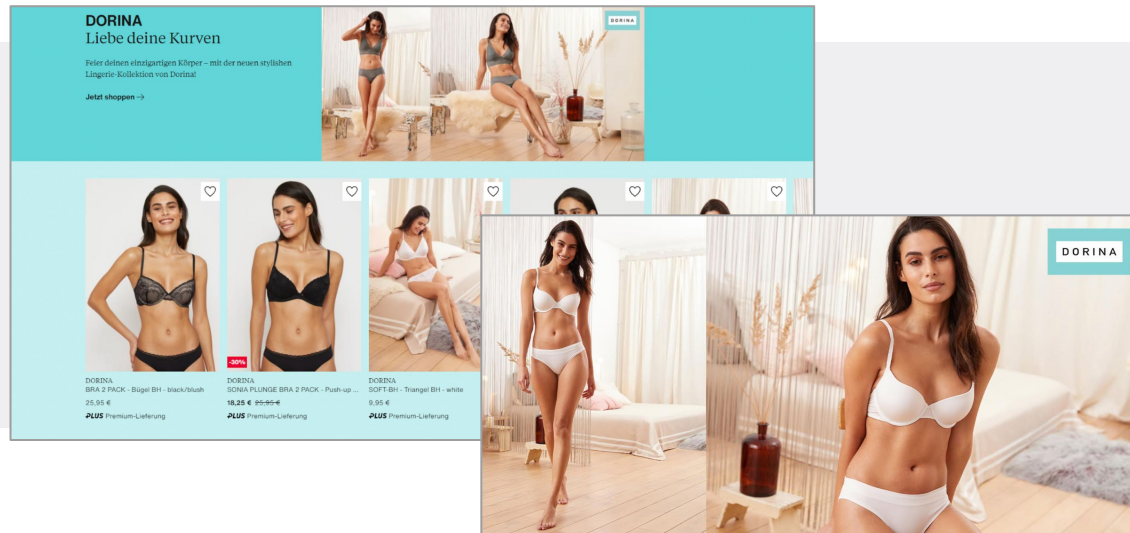 DORINA
Liebe deine Kurven
Feier deinen einzigartigen Körper – mit der neuen stylishen
Lingerie-Kollektion von Dorina!
Jetzt shoppen →
DORINA
-30%
DORINA
BRA 2 PACK - Bügel BH - black/blush
25,95 €
PLUS Premium-Lieferung
DORINA
SONIA PLUNGE BRA 2 PACK - Push-up ...
18,25 € 25,95 €
PLUS Premium-Lieferung
DORINA
SOFT-BH - Triangel BH - white
9,95 €
PLUS Premium-Lieferung
DORINA